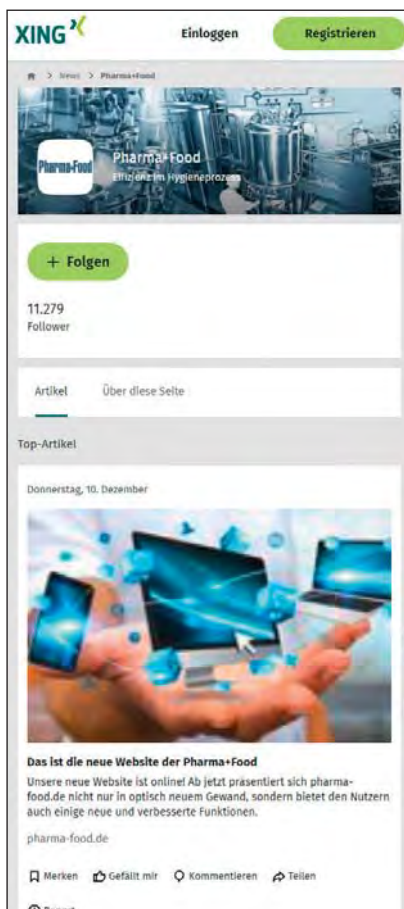 XING
Einloggen
Registrieren
> News > Pharma+Food
Pharma+Food
Pharma+Food
Effizienz im Hygieneprozess
+ Folgen
11.279
Follower
Artikel
Über diese Seite
Top-Artikel
Donnerstag, 10. Dezember
Das ist die neue Website der Pharma+Food
Unsere neue Website ist online! Ab jetzt präsentiert sich pharma-
food.de nicht nur in optisch neuem Gewand, sondern bietet den Nutzern
auch einige neue und verbesserte Funktionen.
pharma-food.de
Merken
Gefällt mir
Kommentieren
Teilen